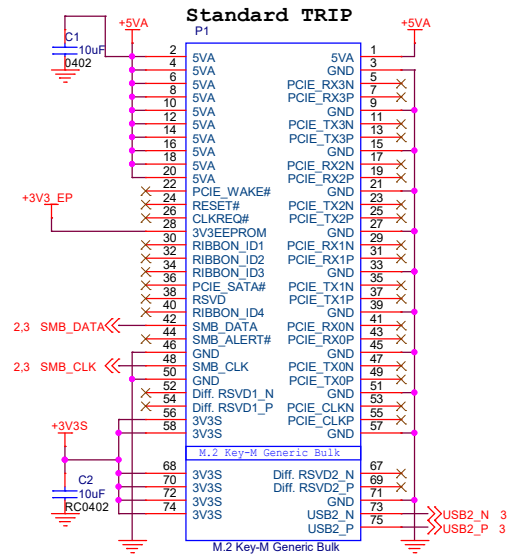 Standard TRIP
+5VA
P1
+5VA
C1
10uF
0402
2 5VA 5VA 1
4 5VA GND 3
6 5VA PCIE_RX3N 5
8 5VA PCIE_RX3P 7
10 5VA GND 9
12 5VA PCIE_TX3N 11
14 5VA PCIE_TX3P 13
16 5VA GND 15
18 5VA PCIE_RX2N 17
20 5VA PCIE_RX2P 19
22 PCIE_WAKE# GND 21
24 RESET# PCIE_TX2N 23
26 CLKREQ# PCIE_TX2P 25
+3V3_EP
28 3V3EEPROM GND 27
30 RIBBON_ID1 PCIE_RX1N 29
32 RIBBON_ID2 PCIE_RX1P 31
34 RIBBON_ID3 GND 33
36 PCIE_SATA# PCIE_TX1N 35
38 RSVD PCIE_TX1P 37
40 RIBBON_ID4 GND 39
2,3 SMB_DATA 42 SMB_DATA PCIE_RX0N 41
44 SMB_ALERT# PCIE_RX0P 43
46 GND GND 45
2,3 SMB_CLK 48 SMB_CLK PCIE_TX0N 47
50 GND PCIE_TX0P 49
52 Diff. RSVD1_N GND 51
54 Diff. RSVD1_P PCIE_CLKN 53
56 3V3S PCIE_CLKP 55
58 3V3S GND 57
+3V3S
M.2 Key-M Generic Bulk
68 3V3S Diff. RSVD2_N 67
70 3V3S Diff. RSVD2_P 69
72 3V3S GND 71
74 3V3S USB2_N 73 USB2_N 3
USB2_P 75 USB2_P 3
C2
10uF
RC0402
M.2 Key-M Generic Bulk